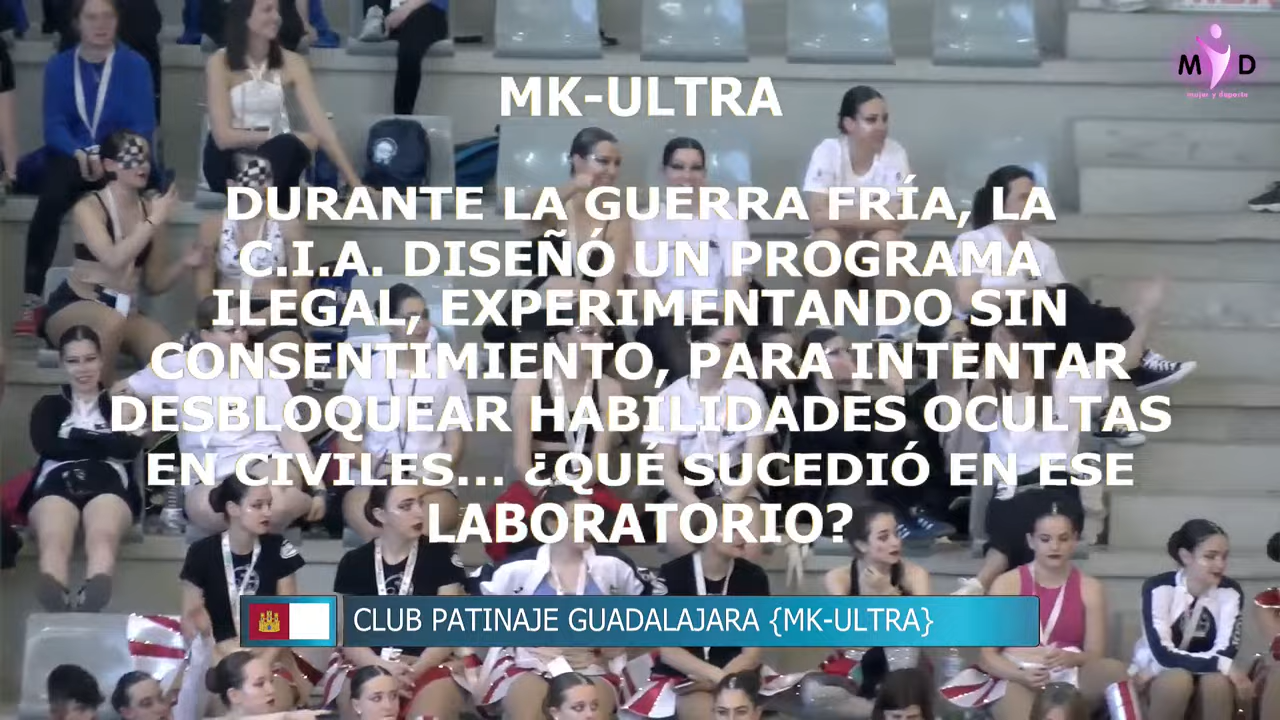 M D
mujer y deporte
MK-ULTRA
DURANTE LA GUERRA FRÍA, LA
C.I.A. DISEÑÓ UN PROGRAMA
ILEGAL, EXPERIMENTANDO SIN
CONSENTIMIENTO, PARA INTENTAR
DESBLOQUEAR HABILIDADES OCULTAS
EN CIVILES... ¿QUÉ SUCEDIÓ EN ESE
LABORATORIO?
CLUB PATINAJE GUADALAJARA {MK-ULTRA}